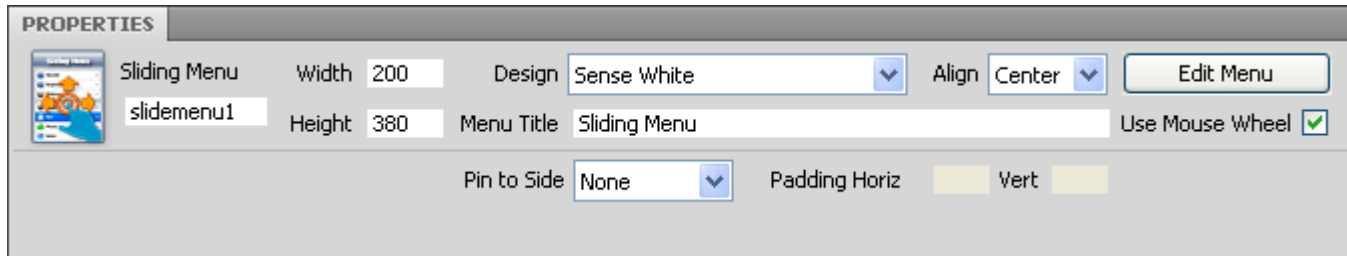 PROPERTIES
Sliding Menu Width 200 Design Sense White Align Center Edit Menu
slidemenu1 Height 380 Menu Title Sliding Menu Use Mouse Wheel
Pin to Side None Padding Horiz Vert